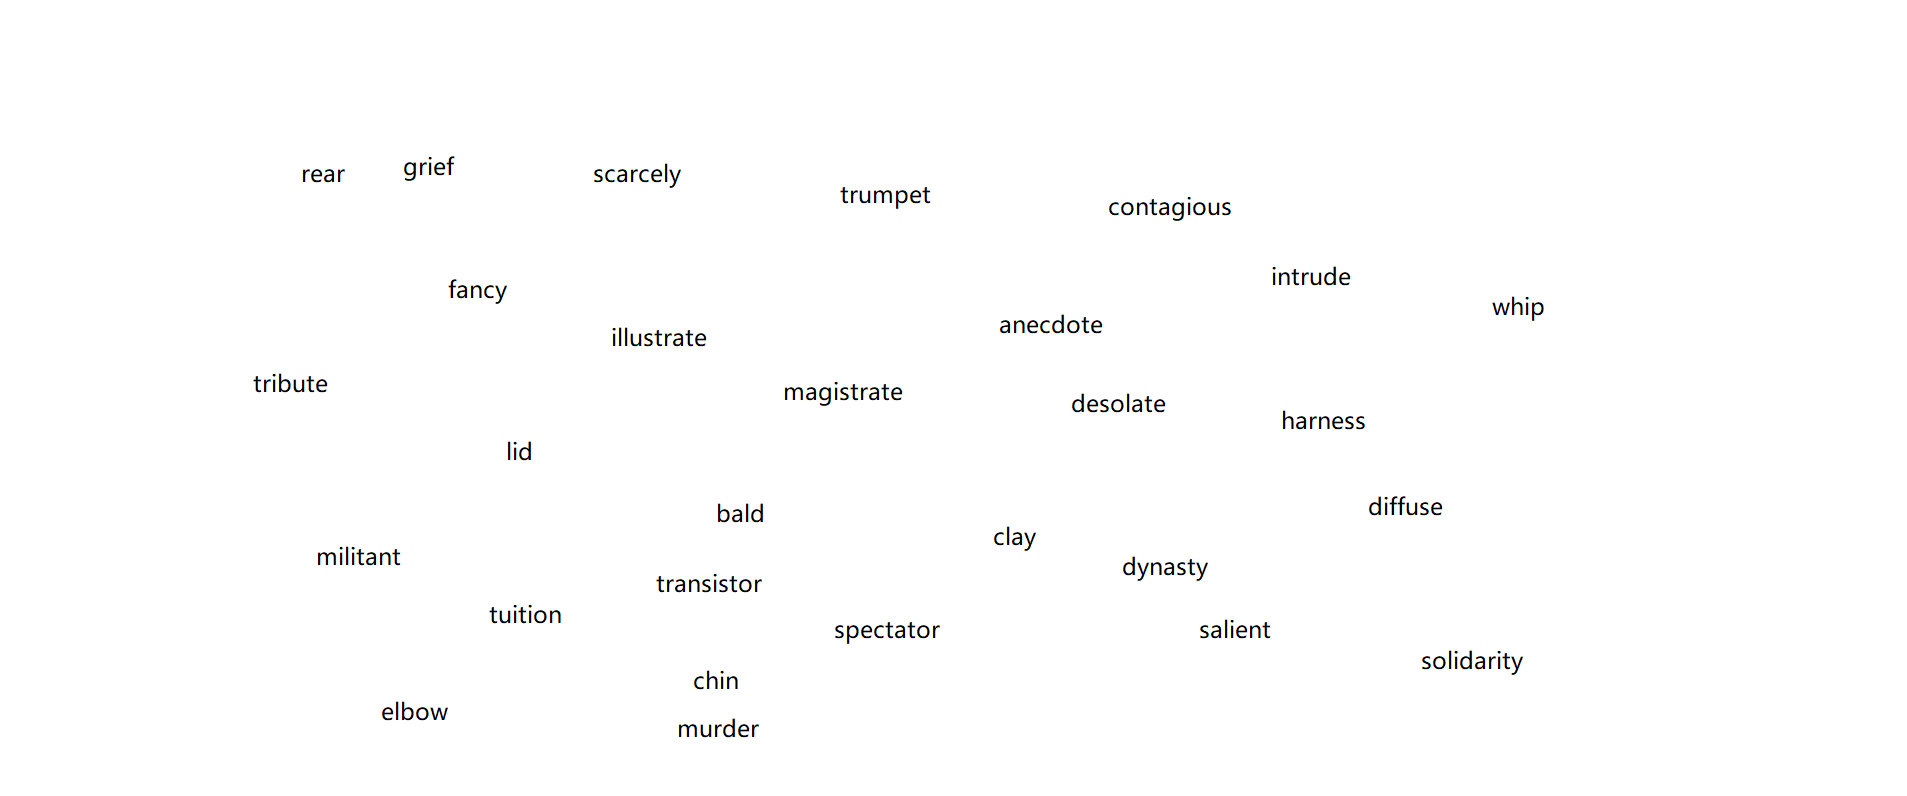 rear grief scarcely
trumpet
contagious
intrude
fancy
whip
anecdote
illustrate
tribute
magistrate
desolate
harness
lid
diffuse
bald
clay
militant
dynasty
transistor
tuition
spectator
salient
solidarity
chin
elbow
murder